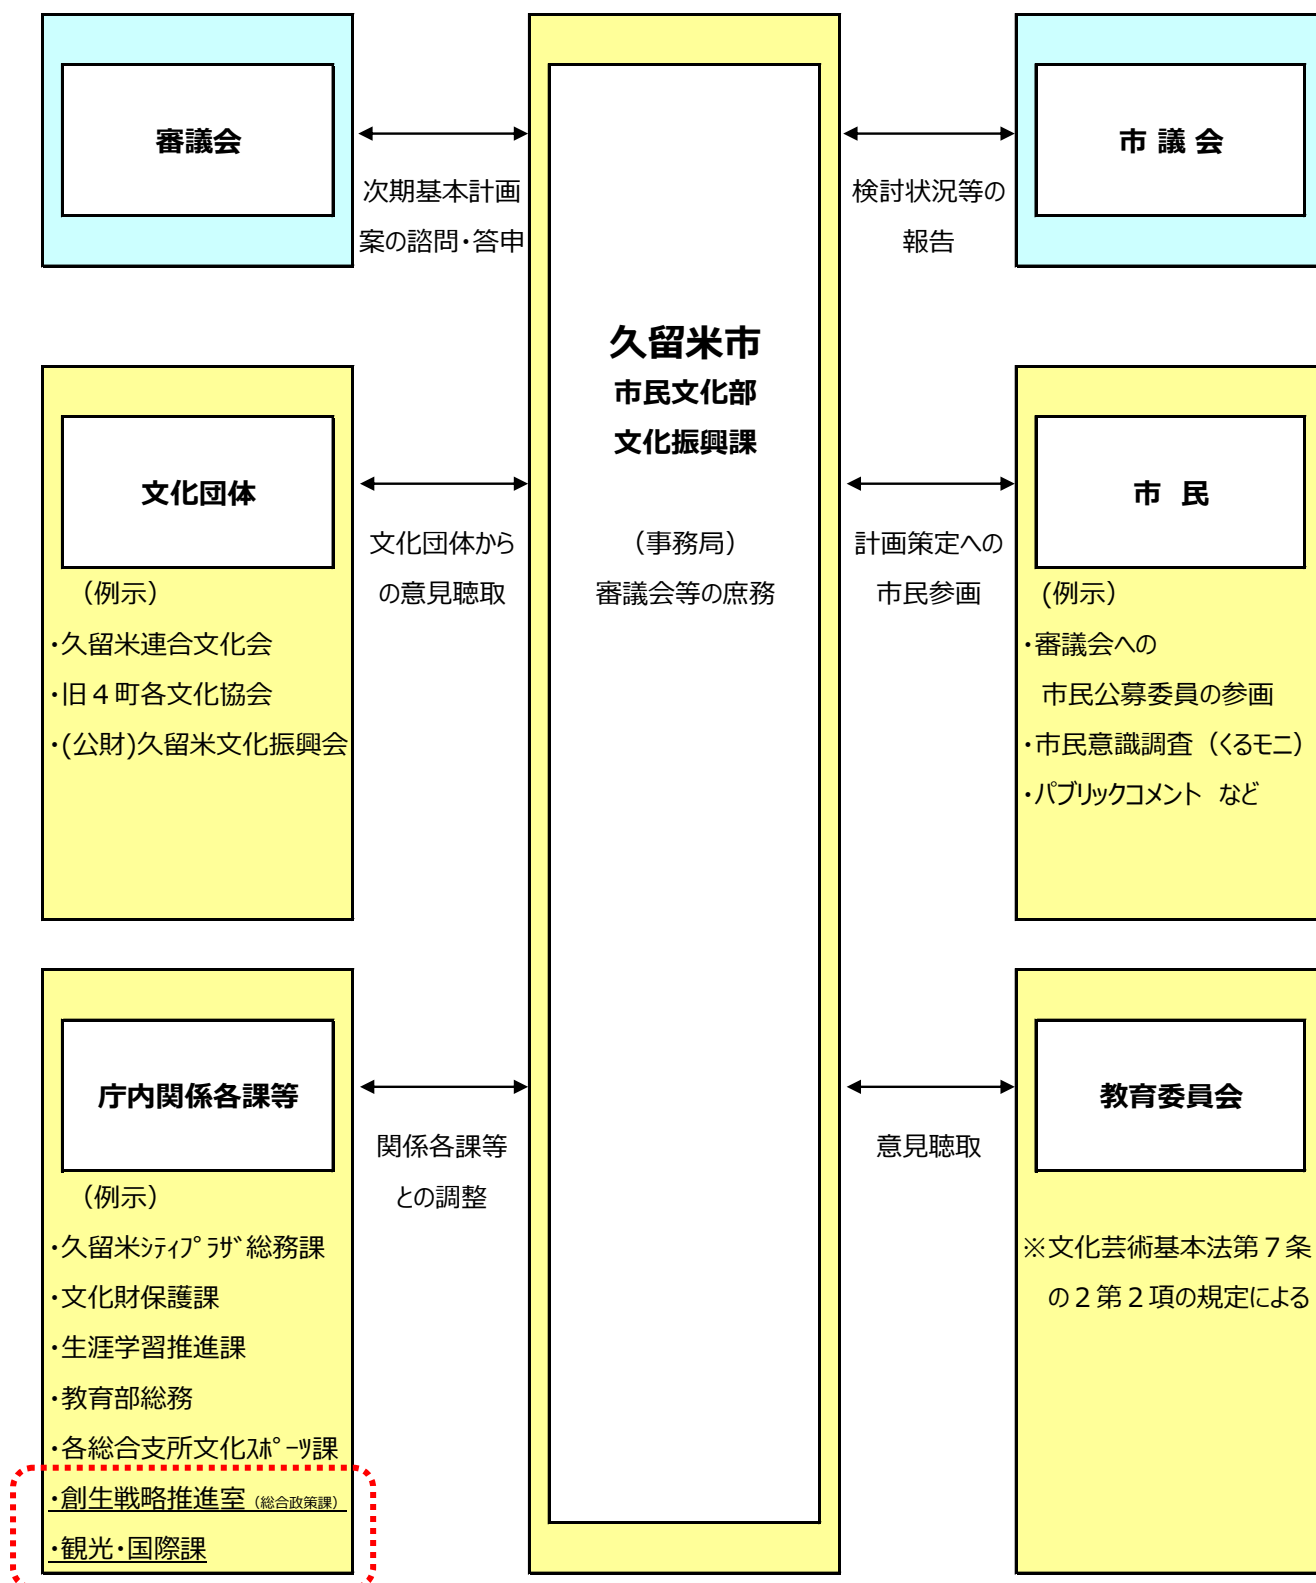 審議会
次期基本計画
案の諮問・答申
市 議 会
検討状況等の
報告
久留米市
市民文化部
文化振興課
（事務局）
審議会等の庶務
文化団体
文化団体から
の意見聴取
（例示）
・久留米連合文化会
・旧４町各文化協会
・(公財)久留米文化振興会
市 民
計画策定への
市民参画
(例示）
・審議会への
市民公募委員の参画
・市民意識調査（くるモニ）
・パブリックコメント など
庁内関係各課等
関係各課等
との調整
（例示）
・久留米ｼﾃｨﾌﾟﾗｻﾞ総務課
・文化財保護課
・生涯学習推進課
・教育部総務
・各総合支所文化ｽﾎﾟｰﾂ課
・創生戦略推進室（総合政策課）
・観光・国際課
教育委員会
意見聴取
※文化芸術基本法第７条
の２第２項の規定による